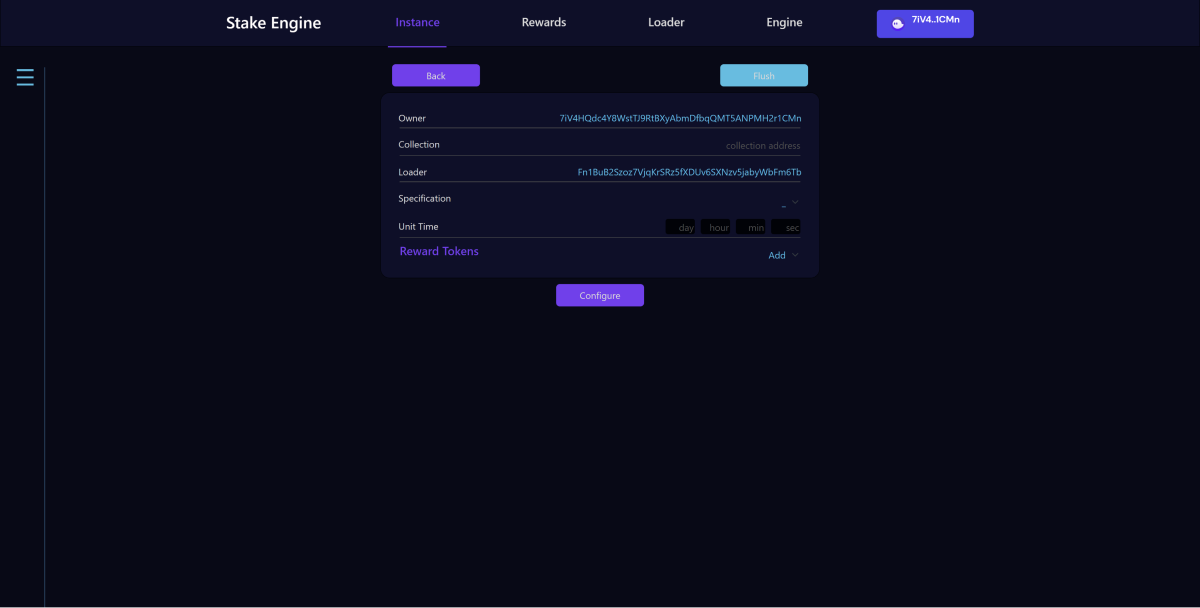 Stake Engine Instance Rewards Loader Engine 7iV4..1CMn
Back Flush
Owner 7iV4HQdc4Y8WstTJ9RtBXyAbmDfbqQMT5ANPMH2r1CMn
Collection collection address
Loader Fn1BuB2Szoz7VjqKrSRz5fXDUv6SXNzv5jabyWbFm6Tb
Specification _
Unit Time day hour min sec
Reward Tokens Add
Configure